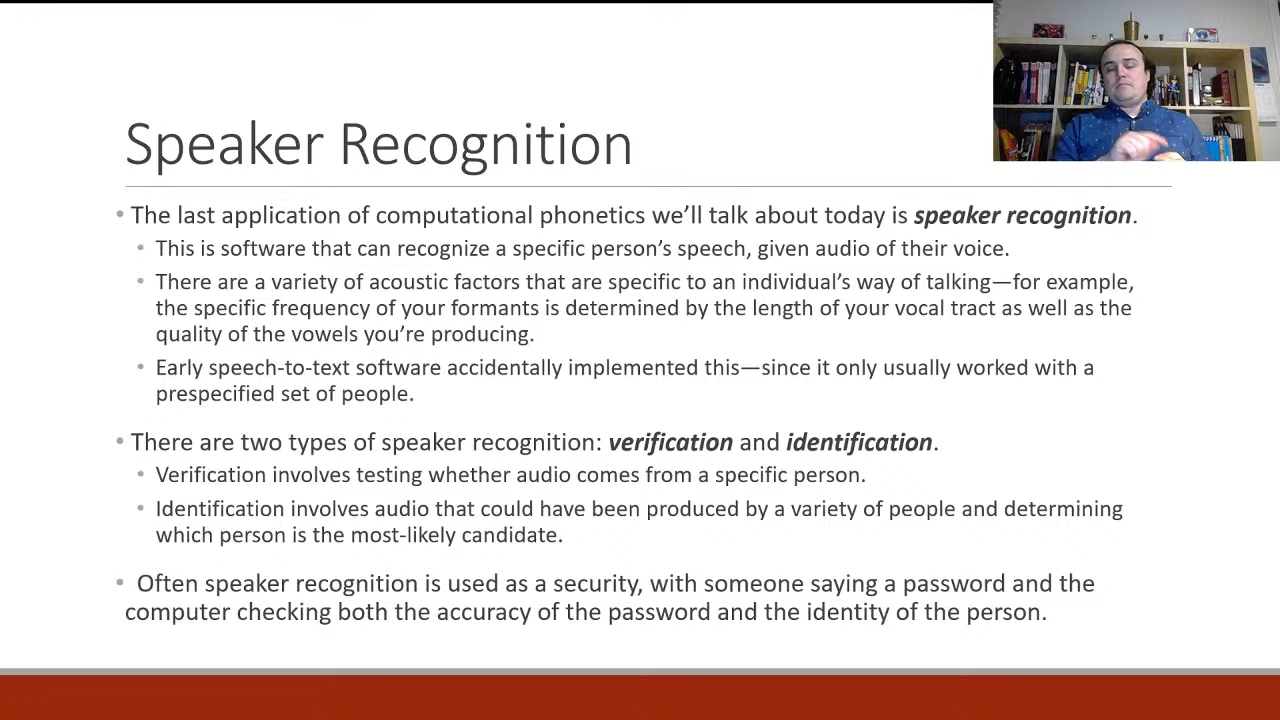 Speaker Recognition
• The last application of computational phonetics we’ll talk about today is speaker recognition.
• This is software that can recognize a specific person’s speech, given audio of their voice.
• There are a variety of acoustic factors that are specific to an individual’s way of talking—for example,
the specific frequency of your formants is determined by the length of your vocal tract as well as the
quality of the vowels you’re producing.
• Early speech-to-text software accidentally implemented this—since it only usually worked with a
prespecified set of people.
• There are two types of speaker recognition: verification and identification.
• Verification involves testing whether audio comes from a specific person.
• Identification involves audio that could have been produced by a variety of people and determining
which person is the most-likely candidate.
• Often speaker recognition is used as a security, with someone saying a password and the
computer checking both the accuracy of the password and the identity of the person.